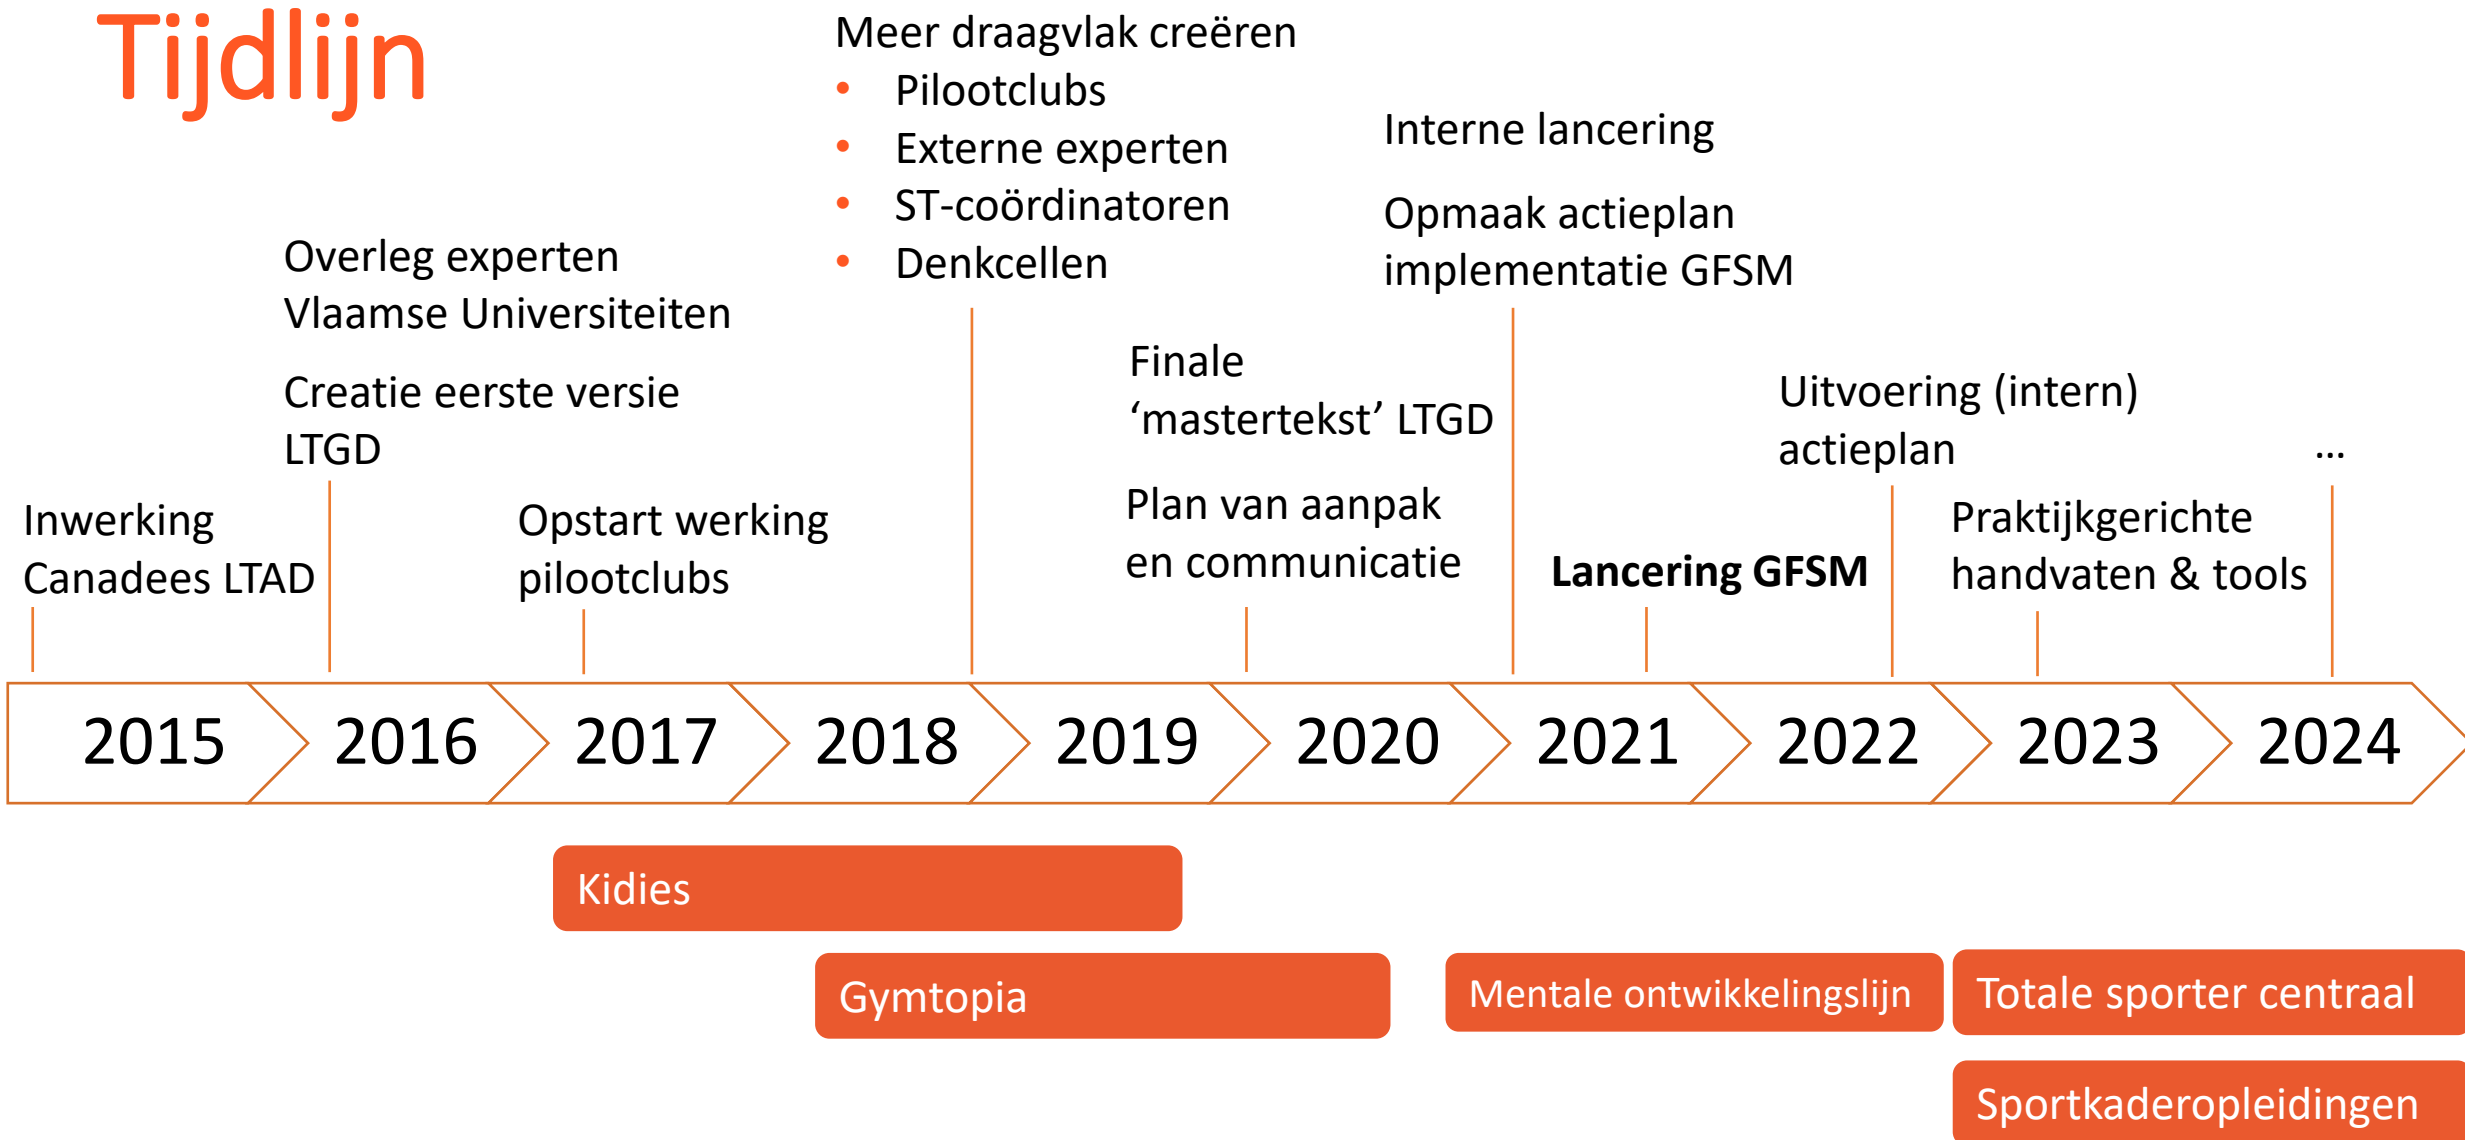 Tijdlijn
Meer draagvlak creëren
• Pilootclubs
• Externe experten
• ST-coördinatoren
• Denkcellen
Interne lancering
Opmaak actieplan
implementatie GFSM
Overleg experten
Vlaamse Universiteiten
Creatie eerste versie
LTGD
Finale
‘mastertekst’ LTGD
Uitvoering (intern)
actieplan
...
Inwerking
Canadees LTAD
Opstart werking
pilootclubs
Plan van aanpak
en communicatie
Lancering GFSM
Praktijkgerichte
handvaten & tools
2015 2016 2017 2018 2019 2020 2021 2022 2023 2024
Kidies
Gymtopia
Mentale ontwikkelingslijn
Totale sporter centraal
Sportkaderopleidingen